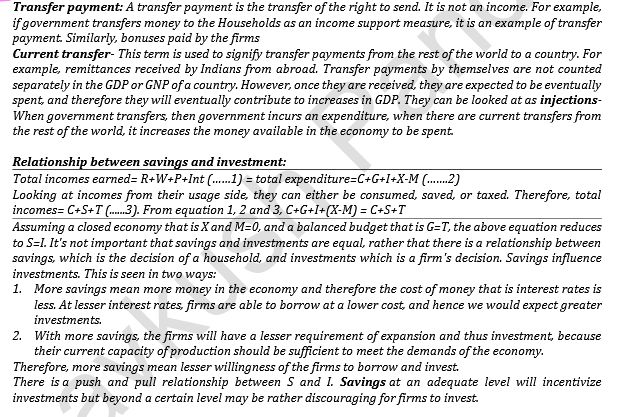 Transfer payment: A transfer payment is the transfer of the right to send. It is not an income. For example,
if government transfers money to the Households as an income support measure, it is an example of transfer
payment. Similarly, bonuses paid by the firms
Current transfer- This term is used to signify transfer payments from the rest of the world to a country. For
example, remittances received by Indians from abroad. Transfer payments by themselves are not counted
separately in the GDP or GNP of a country. However, once they are received, they are expected to be eventually
spent, and therefore they will eventually contribute to increases in GDP. They can be looked at as injections-
When government transfers, then government incurs an expenditure, when there are current transfers from
the rest of the world, it increases the money available in the economy to be spent.
Relationship between savings and investment:
Total incomes earned= R+W+P+Int (......1) = total expenditure=C+G+I+X-M (.......2)
Looking at incomes from their usage side, they can either be consumed, saved, or taxed. Therefore, total
incomes= C+S+T (......3). From equation 1, 2 and 3, C+G+I+(X-M) = C+S+T
Assuming a closed economy that is X and M=0, and a balanced budget that is G=T, the above equation reduces
to S=I. It's not important that savings and investments are equal, rather that there is a relationship between
savings, which is the decision of a household, and investments which is a firm's decision. Savings influence
investments. This is seen in two ways:
1. More savings mean more money in the economy and therefore the cost of money that is interest rates is
less. At lesser interest rates, firms are able to borrow at a lower cost, and hence we would expect greater
investments.
2. With more savings, the firms will have a lesser requirement of expansion and thus investment, because
their current capacity of production should be sufficient to meet the demands of the economy.
Therefore, more savings mean lesser willingness of the firms to borrow and invest.
There is a push and pull relationship between S and I. Savings at an adequate level will incentivize
investments but beyond a certain level may be rather discouraging for firms to invest.